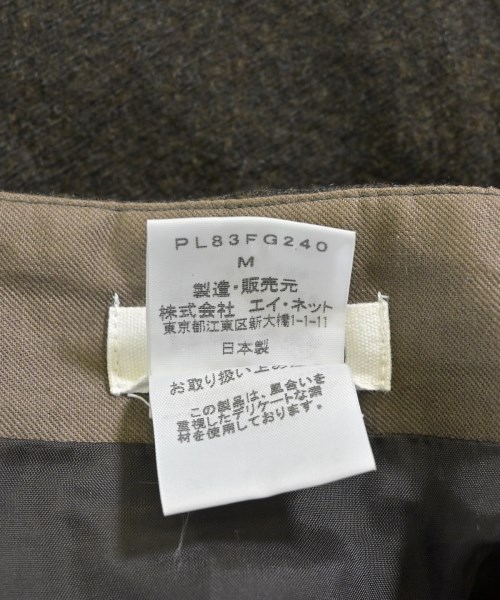 PL83FG240
M
製造・販売元
株式会社 エイ・ネット
東京都江東区新大橋1-1-11
日本製
お取り扱い上の
この製品は、風合いを
重視したデリケートな素
材を使用しております。